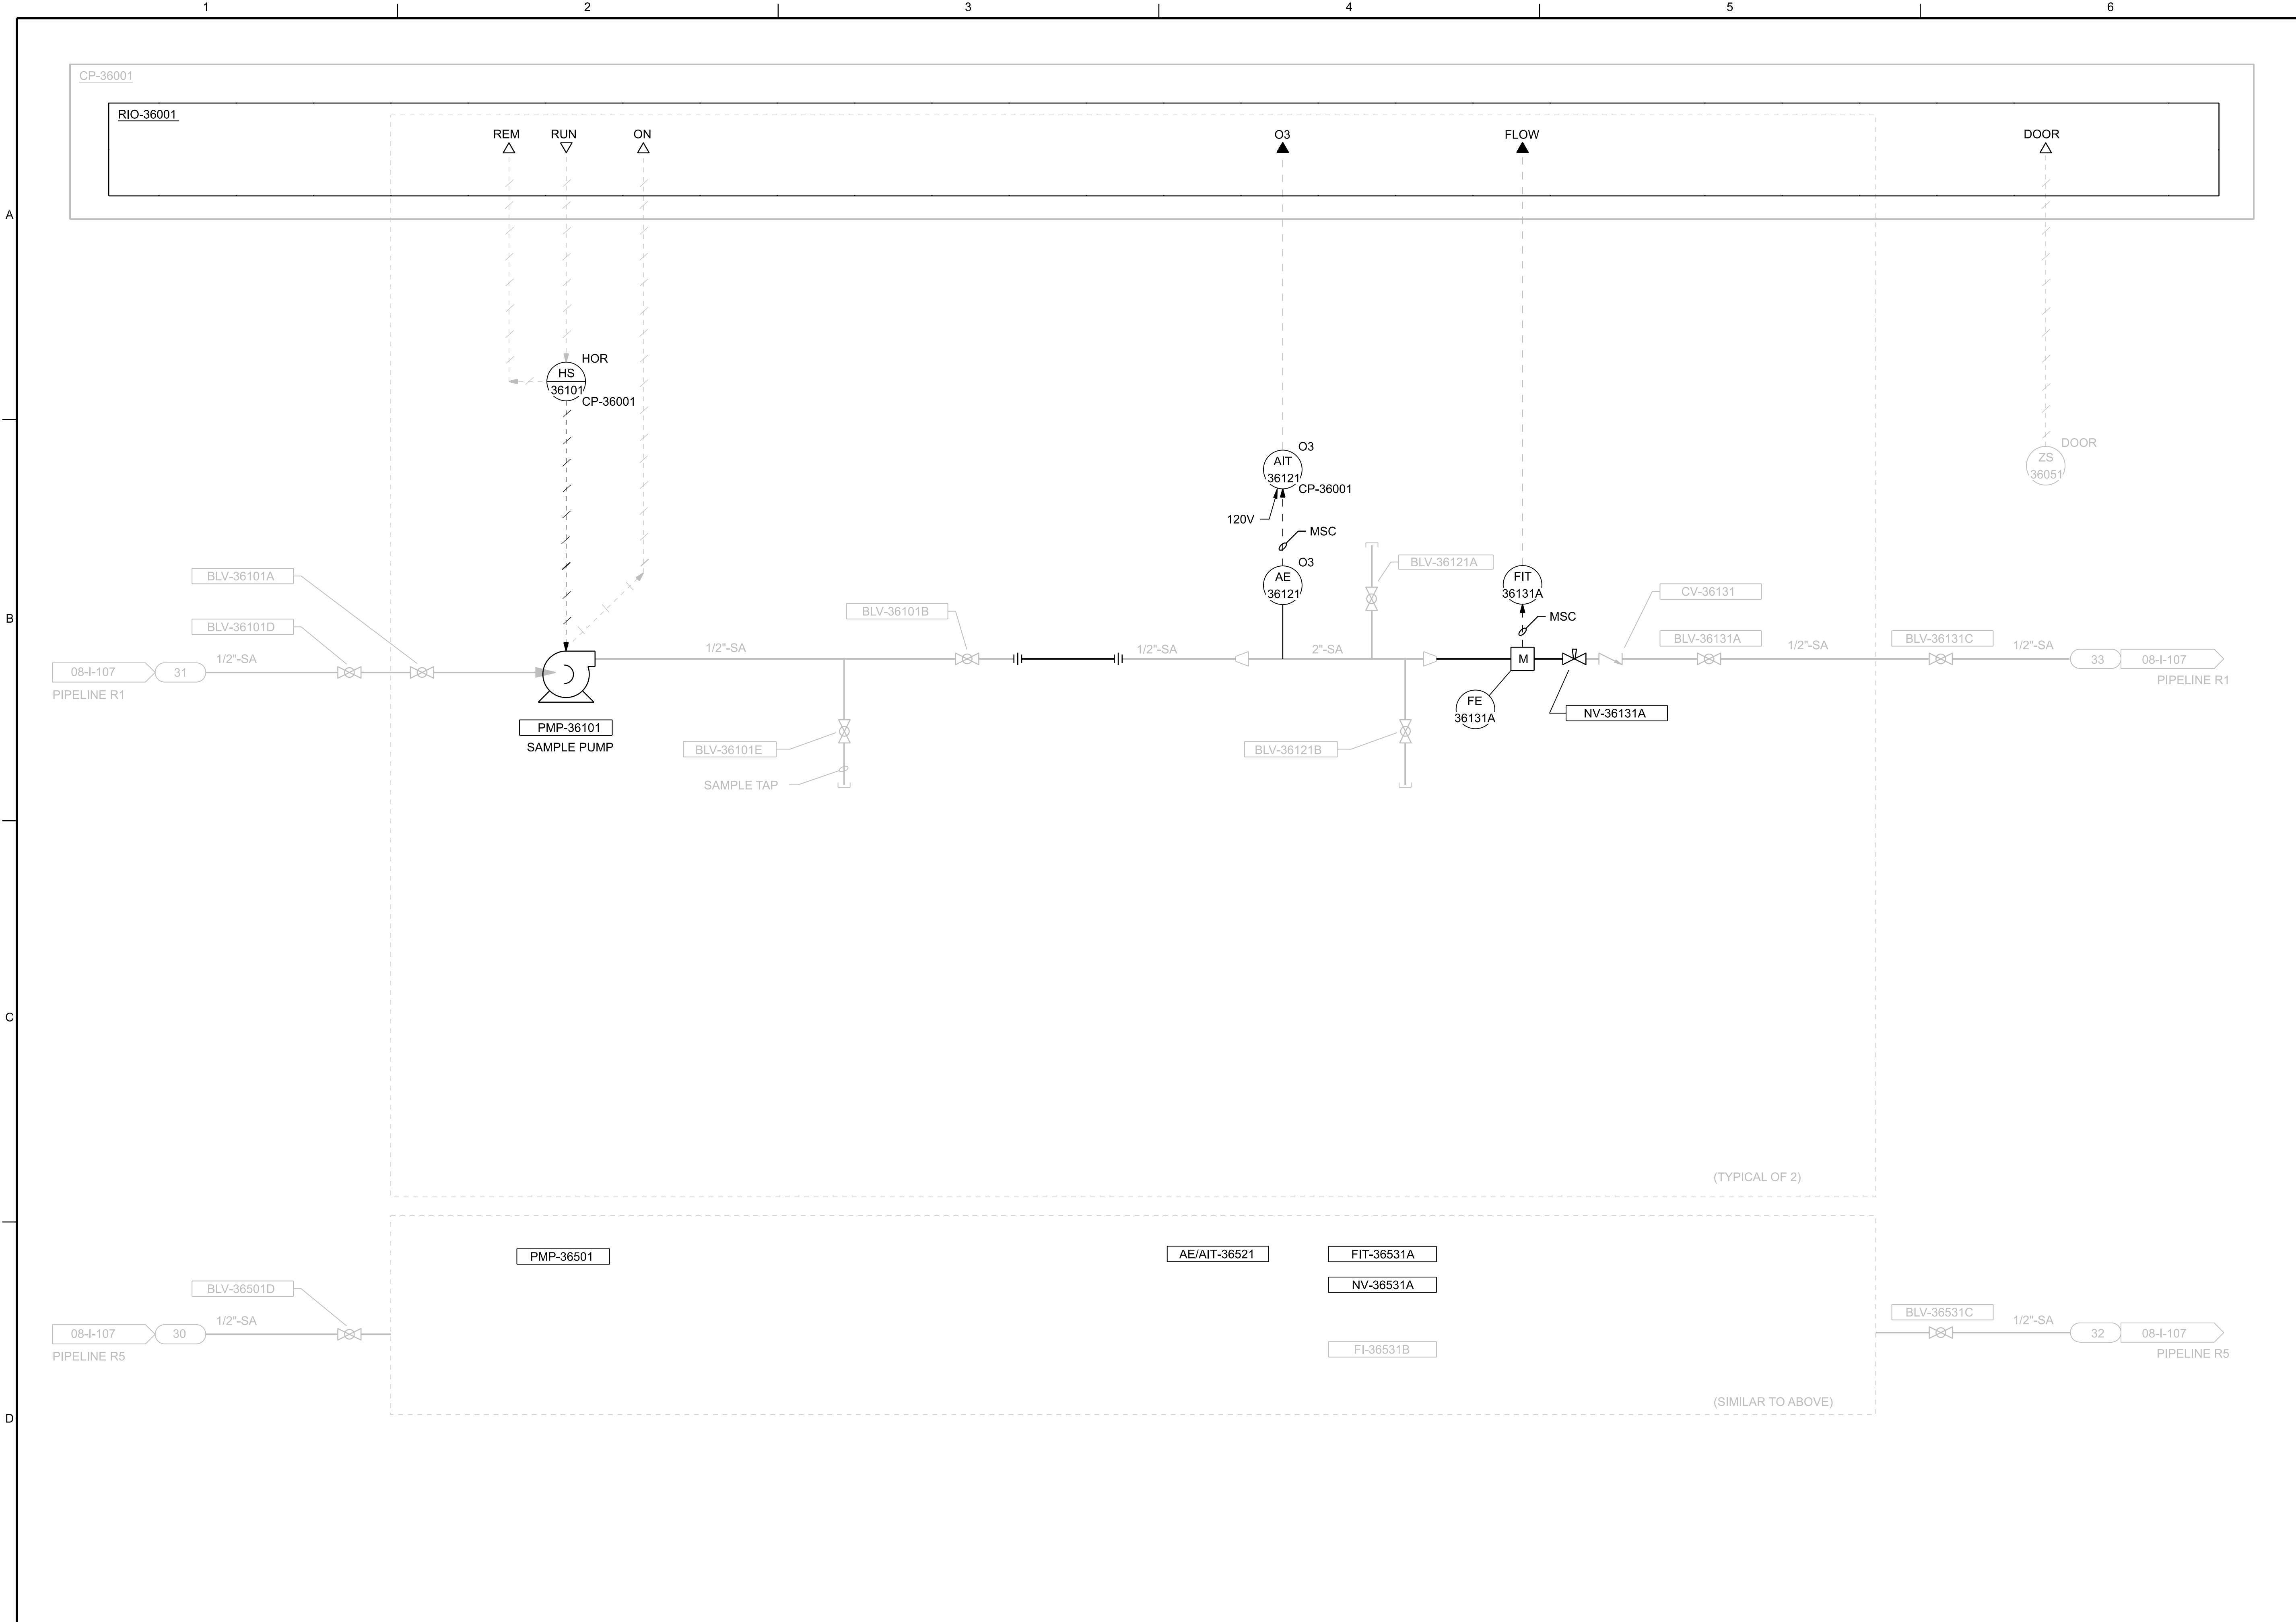 1 2 3 4 5 6
CP-36001
RIO-36001
REM RUN ON O3 FLOW DOOR
A
HOR
HS
36101
CP-36001
O3
AIT
36121
CP-36001
DOOR
ZS
36051
120V
MSC
O3
AE
36121
BLV-36121A
FIT
36131A
MSC
CV-36131
B
BLV-36101A
BLV-36101D
1/2"-SA
08-I-107 31
PIPELINE R1
PMP-36101
SAMPLE PUMP
1/2"-SA
BLV-36101B
BLV-36101E
SAMPLE TAP
1/2"-SA
2"-SA
BLV-36121B
M
FE
36131A
NV-36131A
BLV-36131A
1/2"-SA
BLV-36131C
1/2"-SA
33 08-I-107
PIPELINE R1
C
(TYPICAL OF 2)
PMP-36501
AE/AIT-36521
FIT-36531A
NV-36531A
FI-36531B
BLV-36501D
1/2"-SA
08-I-107 30
PIPELINE R5
BLV-36531C
1/2"-SA
32 08-I-107
PIPELINE R5
(SIMILAR TO ABOVE)
D